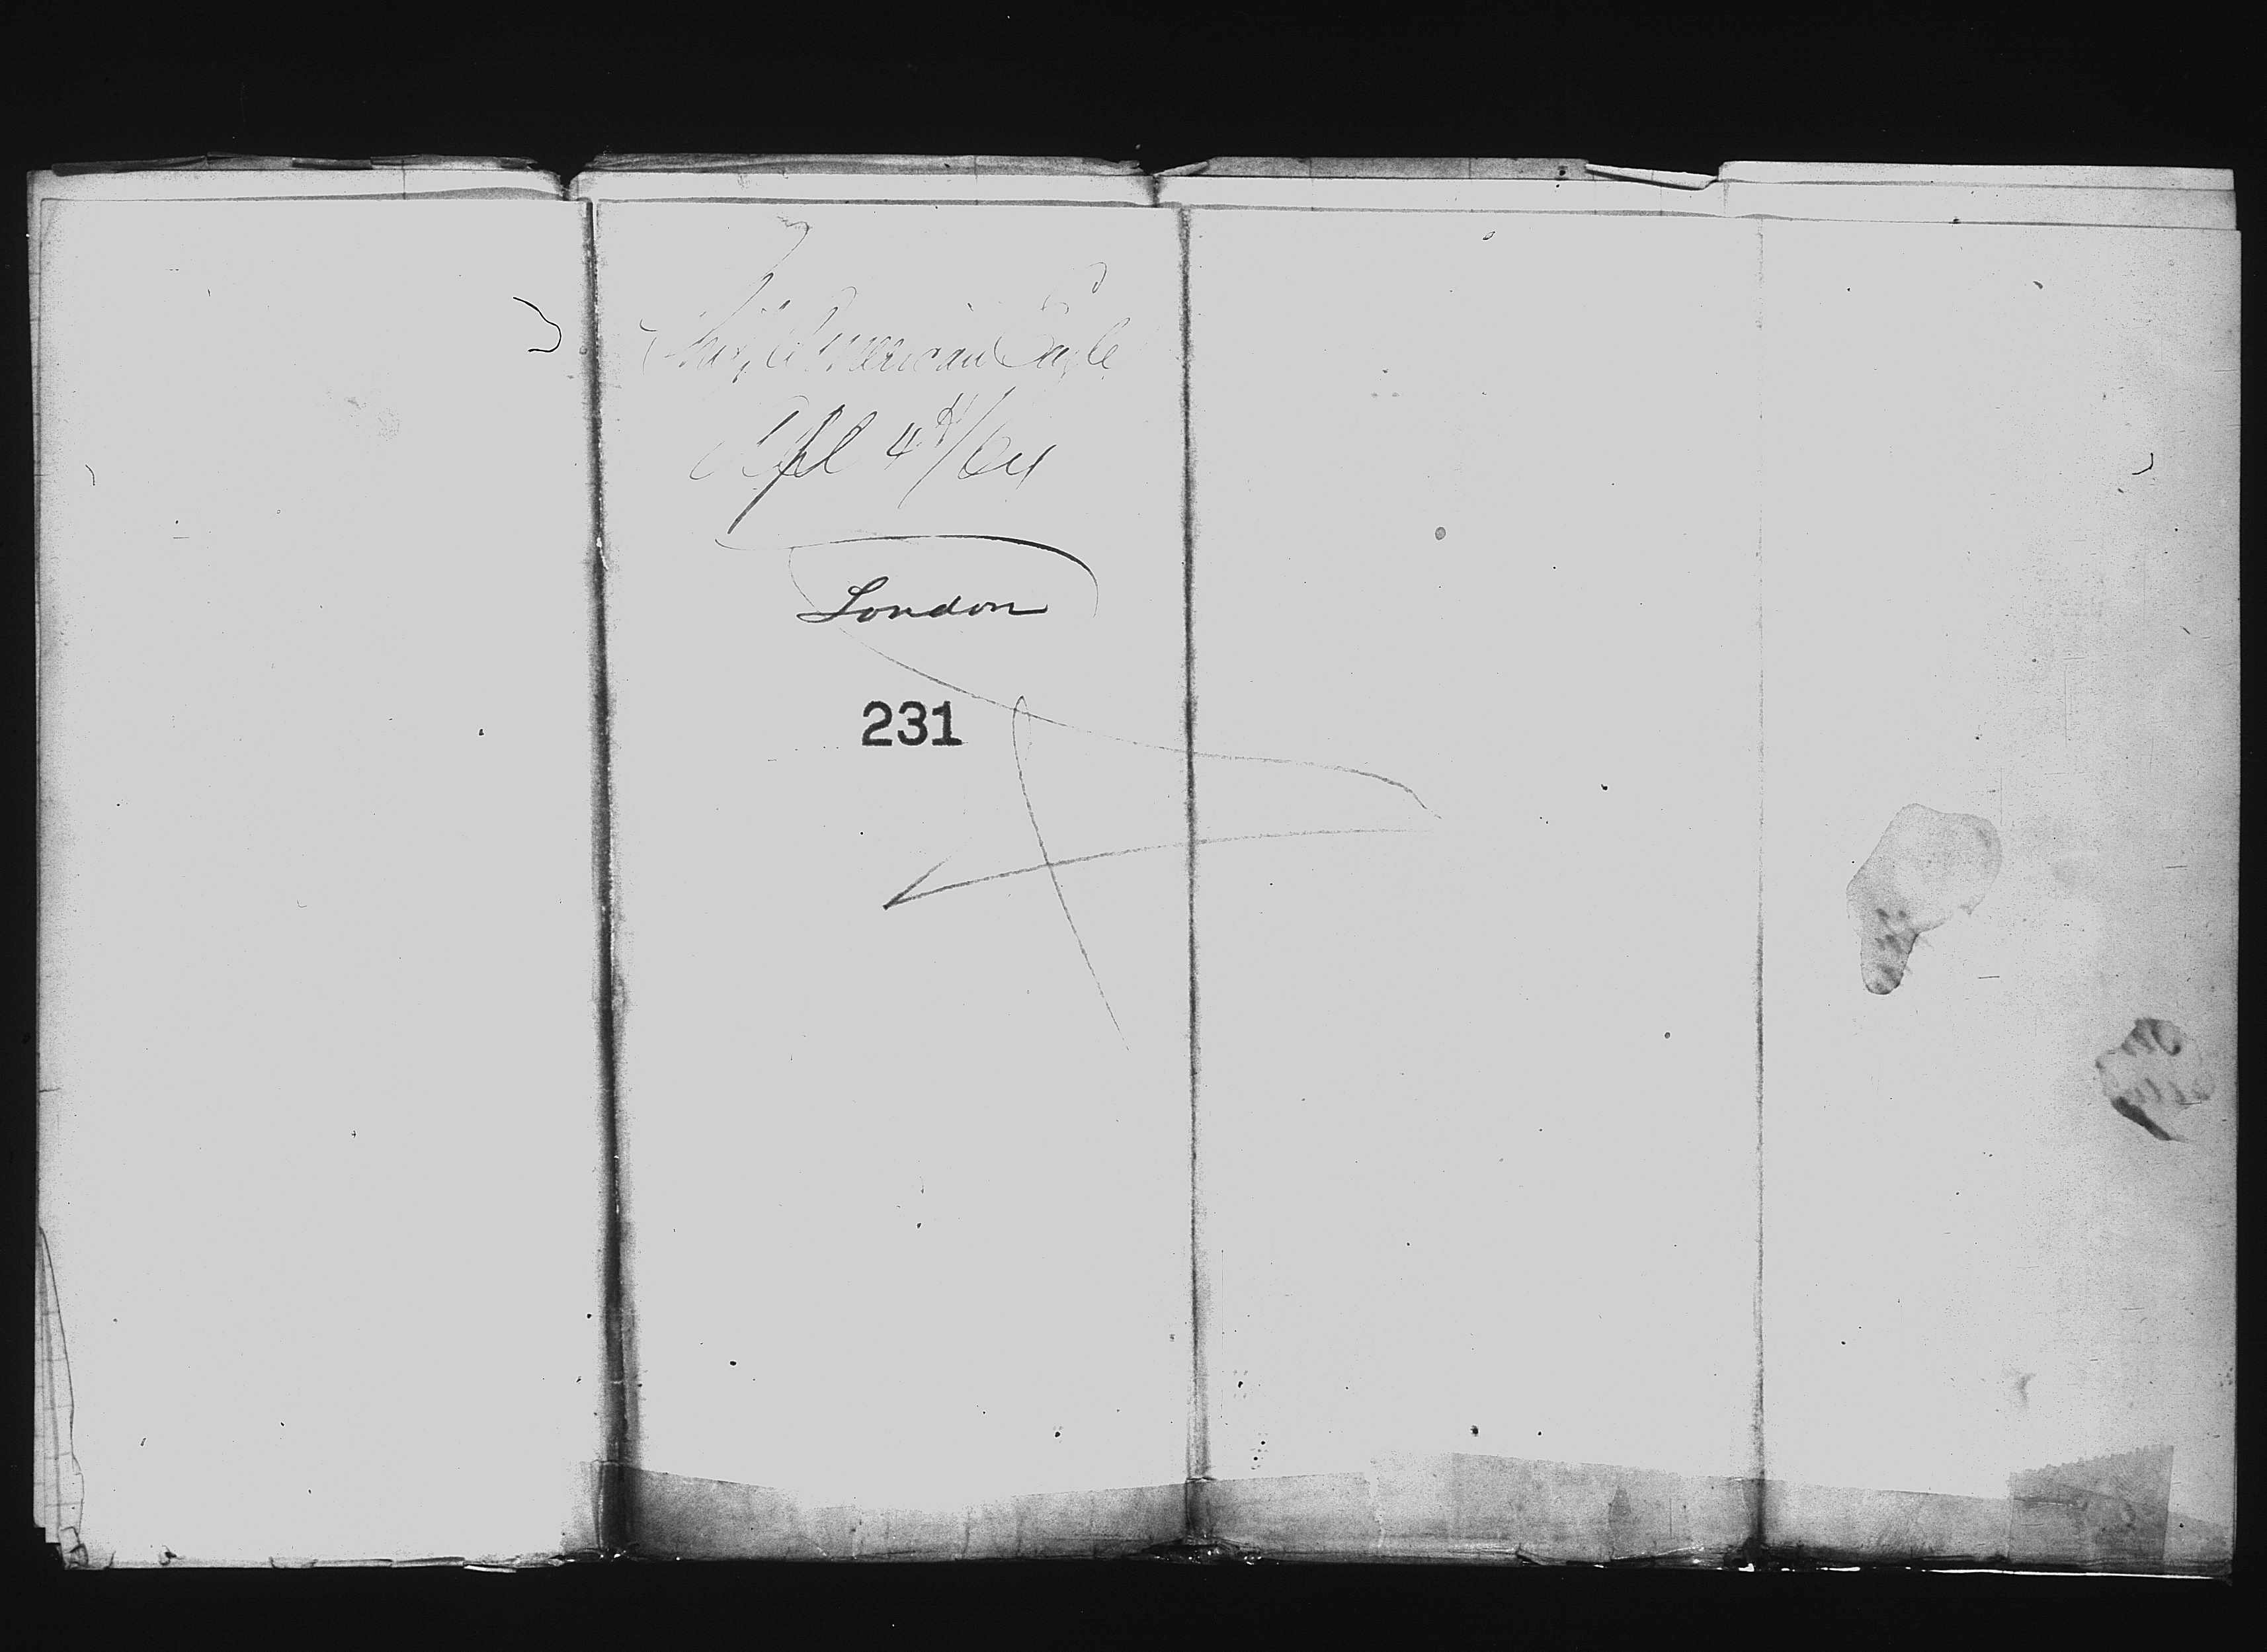 Ship American Eagle
Apl 4th/64
London
231